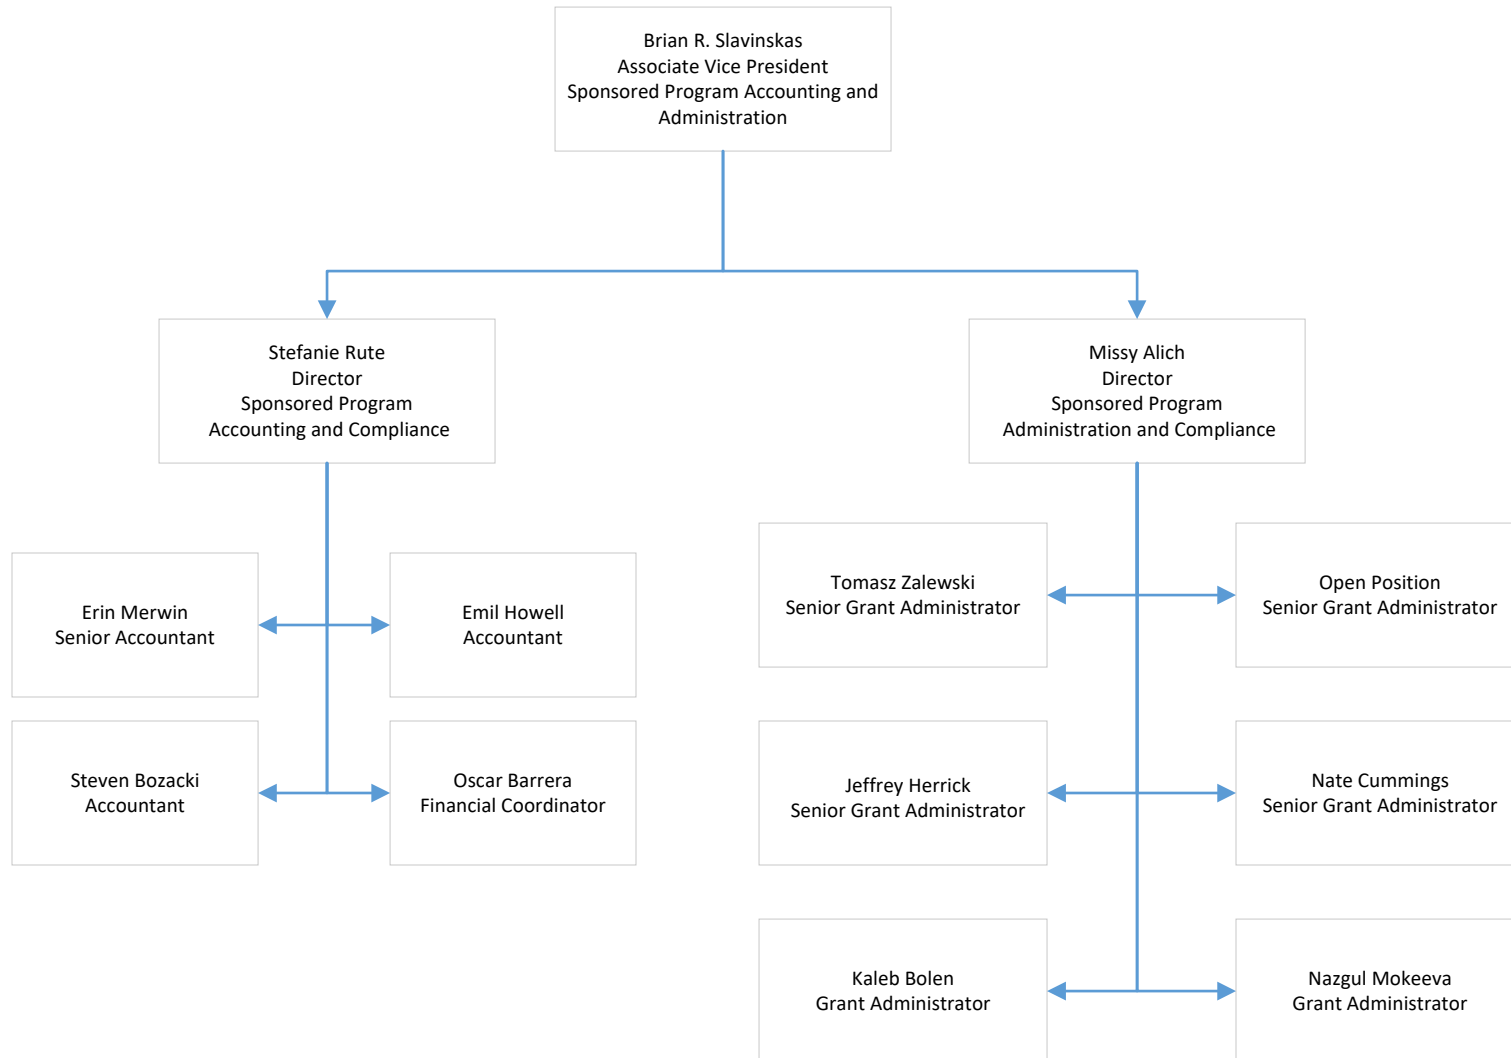 Brian R. Slavinskas
Associate Vice President
Sponsored Program Accounting and
Administration
Stefanie Rute
Director
Sponsored Program
Accounting and Compliance
Missy Alich
Director
Sponsored Program
Administration and Compliance
Erin Merwin
Senior Accountant
Emil Howell
Accountant
Steven Bozacki
Accountant
Oscar Barrera
Financial Coordinator
Tomasz Zalewski
Senior Grant Administrator
Open Position
Senior Grant Administrator
Jeffrey Herrick
Senior Grant Administrator
Nate Cummings
Senior Grant Administrator
Kaleb Bolen
Grant Administrator
Nazgul Mokeeva
Grant Administrator